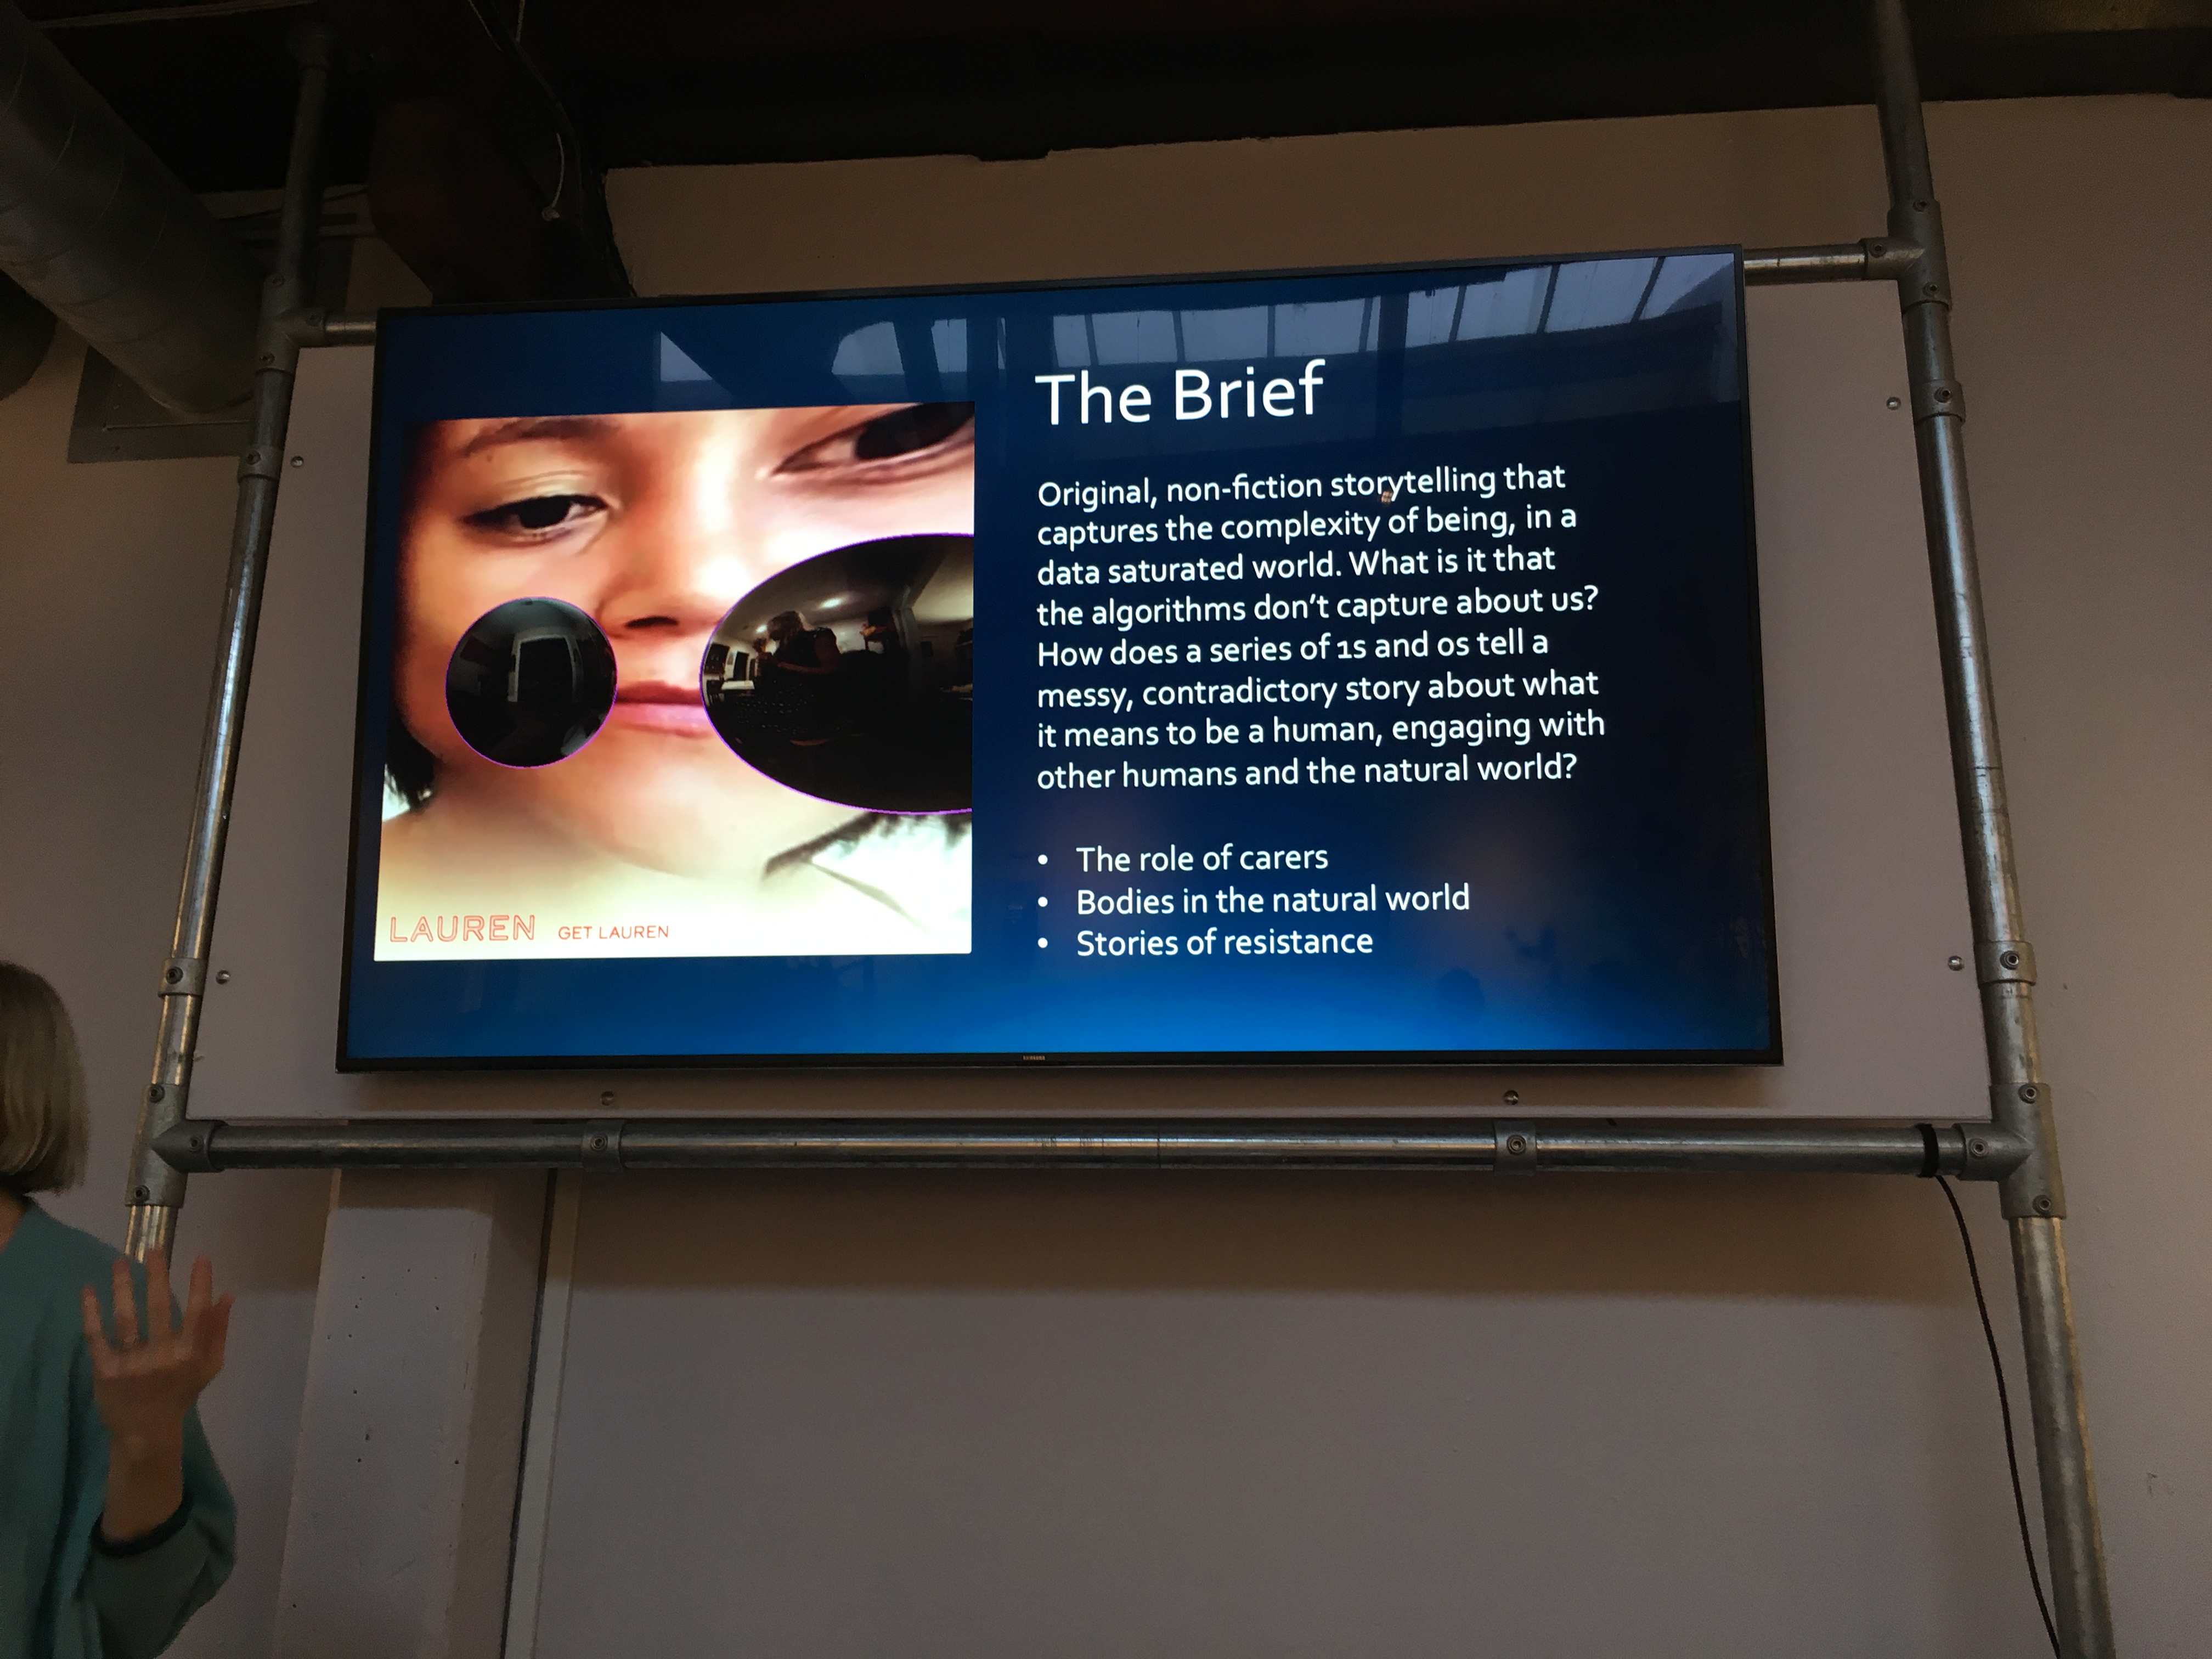 The Brief
Original, non-fiction storytelling that
captures the complexity of being, in a
data saturated world. What is it that
the algorithms don't capture about us?
How does a series of 1s and 0s tell a
messy, contradictory story about what
it means to be a human, engaging with
other humans and the natural world?
• The role of carers
• Bodies in the natural world
• Stories of resistance
LAUREN GET LAUREN
SAMSUNG